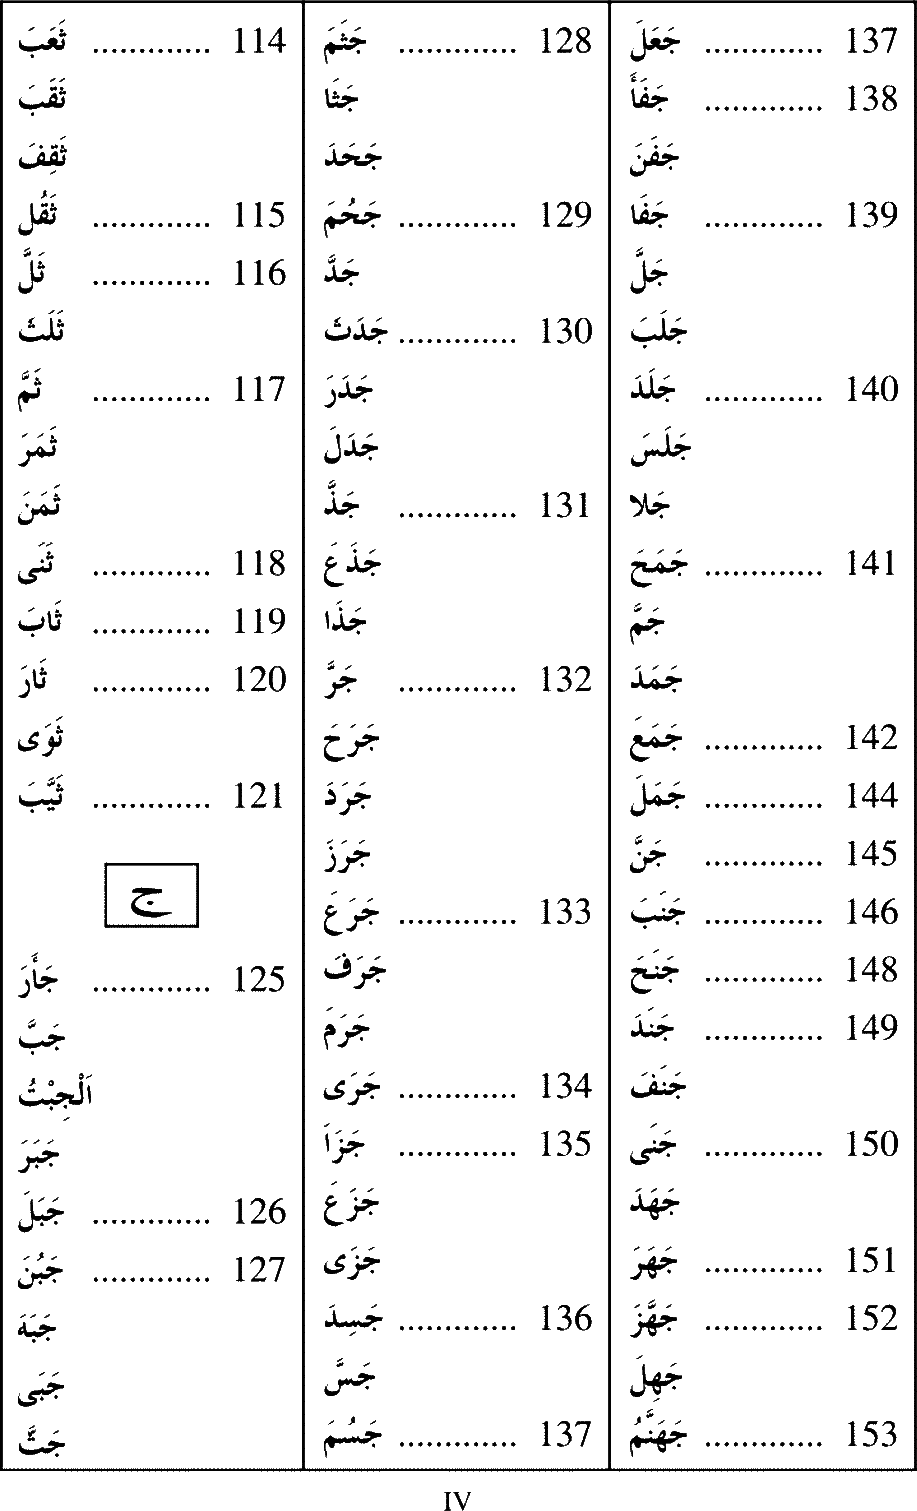 ثَعَبَ ............. 114
ثَقَبَ
ثَقِفَ
ثَقُل ............. 115
ثَلَّ ............. 116
ثَلَثَ
ثَمَّ ............. 117
ثَمَرَ
ثَمَنَ
ثَنَى ............. 118
ثَابَ ............. 119
ثَارَ ............. 120
ثَوَى
ثَيَّبَ ............. 121
ج
جَأَرَ ............. 125
جَبَّ
اَلْجِبْتُ
جَبَرَ
جَبَلَ ............. 126
جَبُنَ ............. 127
جَبَهَ
جَبَى
جَثَّ
جَثَمَ ............. 128
جَثَا
جَحَدَ
جَحُمَ ............. 129
جَدَّ
جَدَثَ ............. 130
جَدَرَ
جَدَلَ
جَذَّ ............. 131
جَذَعَ
جَذَا
جَرَّ ............. 132
جَرَحَ
جَرَدَ
جَرَزَ
جَرَعَ ............. 133
جَرَفَ
جَرَمَ
جَرَى ............. 134
جَزَاَ ............. 135
جَزَعَ
جَزَى
جَسِدَ ............. 136
جَسَّ
جَسُمَ ............. 137
جَعَلَ ............. 137
جَفَأَ ............. 138
جَفَنَ
جَفَا ............. 139
جَلَّ
جَلَبَ
جَلَدَ ............. 140
جَلَسَ
جَلا
جَمَحَ ............. 141
جَمَّ
جَمَدَ
جَمَعَ ............. 142
جَمَلَ ............. 144
جَنَّ ............. 145
جَنَبَ ............. 146
جَنَحَ ............. 148
جَنَدَ ............. 149
جَنَفَ
جَنَى ............. 150
جَهَدَ
جَهَرَ ............. 151
جَهَّزَ ............. 152
جَهِلَ
جَهَنَّمُ ............. 153
IV